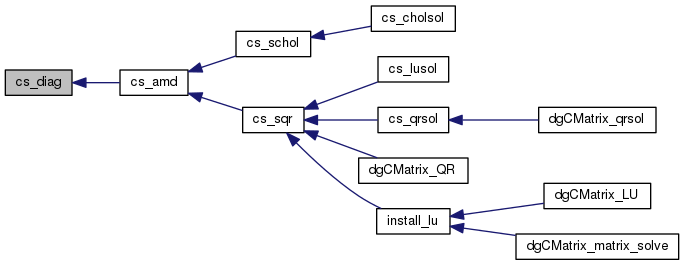 cs_cholsol
cs_schol
cs_lusol
cs_diag
cs_amd
cs_sqr
cs_qrsol
dgCMatrix_qrsol
dgCMatrix_QR
dgCMatrix_LU
install_lu
dgCMatrix_matrix_solve